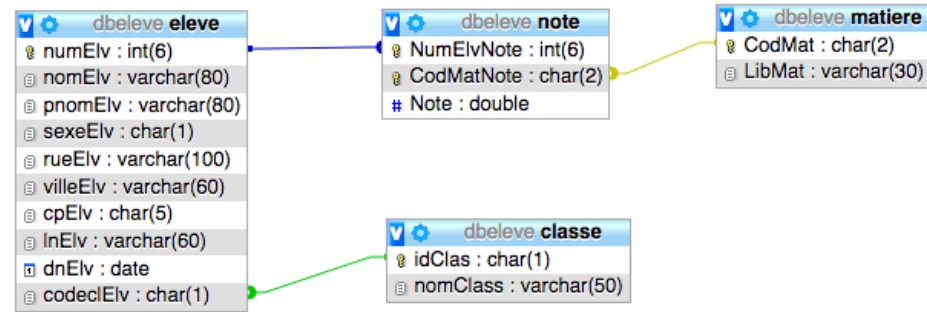 dbeleve eleve
numElv : int(6)
nomElv : varchar(80)
pnomElv : varchar(80)
sexeElv : char(1)
rueElv : varchar(100)
villeElv : varchar(60)
cpElv : char(5)
lnElv : varchar(60)
dnElv : date
codeclElv : char(1)
dbeleve note
NumElvNote : int(6)
CodMatNote : char(2)
# Note : double
dbeleve matiere
CodMat : char(2)
LibMat : varchar(30)
dbeleve classe
idClas : char(1)
nomClass : varchar(50)